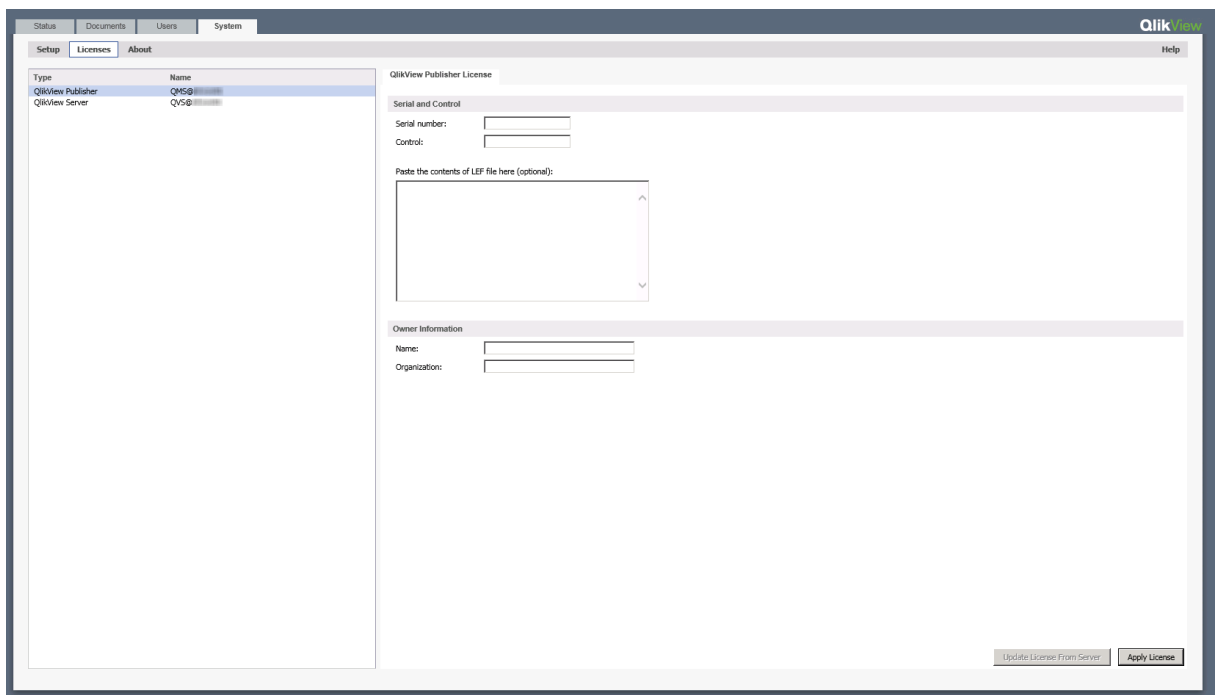 Status Documents Users System
QlikView
Setup Licenses About Help
Type Name
QlikView Publisher QMS@
QlikView Server QVS@
QlikView Publisher License
Serial and Control
Serial number:
Control:
Paste the contents of LEF file here (optional):
Owner Information
Name:
Organization:
Update License From Server Apply License